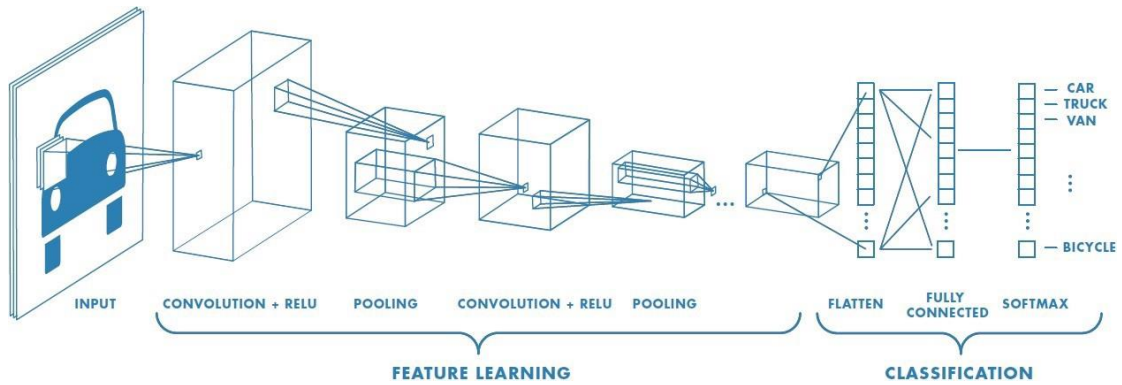 CAR
TRUCK
VAN
BICYCLE
INPUT
CONVOLUTION + RELU
POOLING
CONVOLUTION + RELU
POOLING
FLATTEN
FULLY
CONNECTED
SOFTMAX
FEATURE LEARNING
CLASSIFICATION